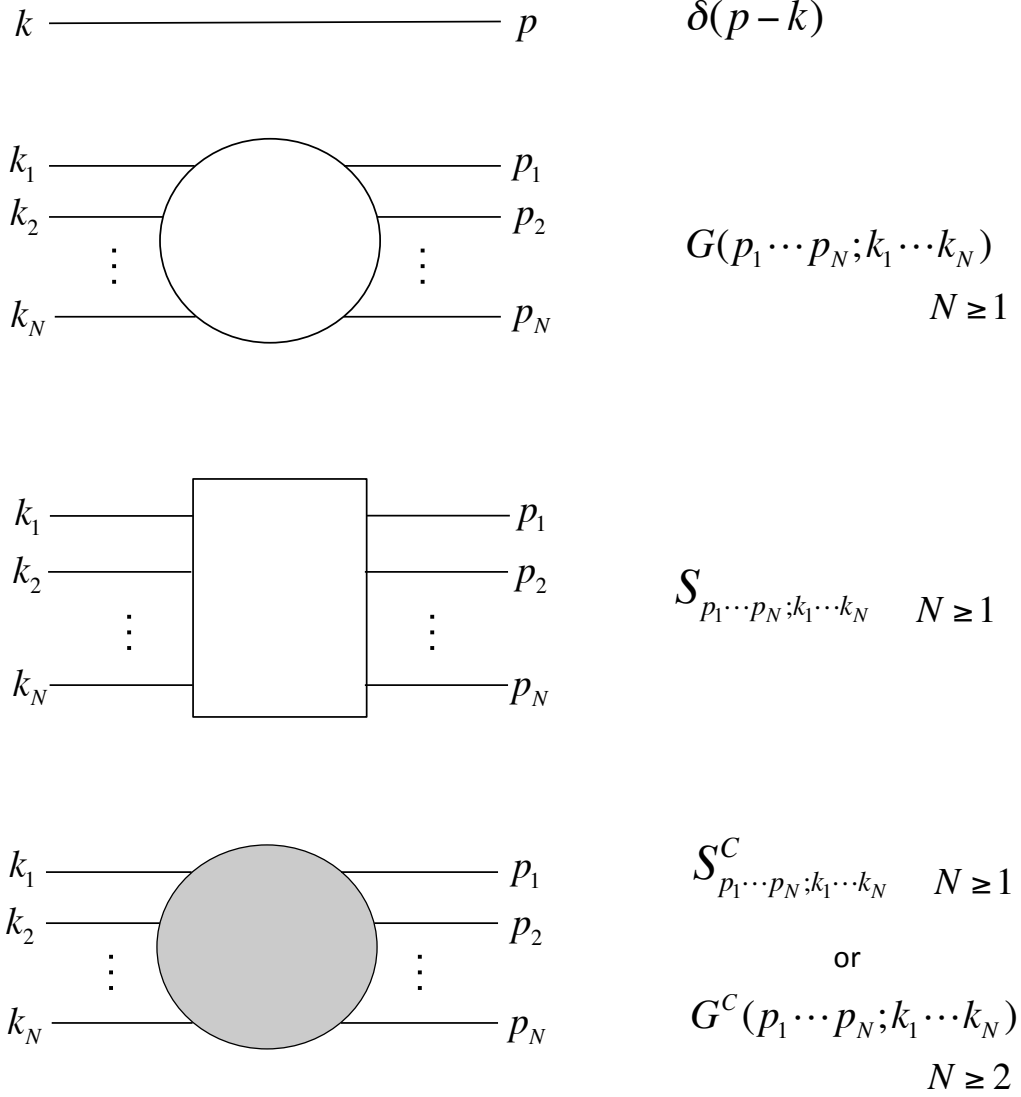 k p δ(p − k)
k₁ p₁
k₂ p₂
⋮ ⋮ G(p₁⋯p_N;k₁⋯k_N)
k_N p_N N ≥ 1
k₁ p₁
k₂ p₂
⋮ ⋮ S_{p₁⋯p_N;k₁⋯k_N} N ≥ 1
k_N p_N
k₁ p₁ S^C_{p₁⋯p_N;k₁⋯k_N} N ≥ 1
k₂ p₂
⋮ ⋮ or
k_N p_N G^C(p₁⋯p_N;k₁⋯k_N)
N ≥ 2